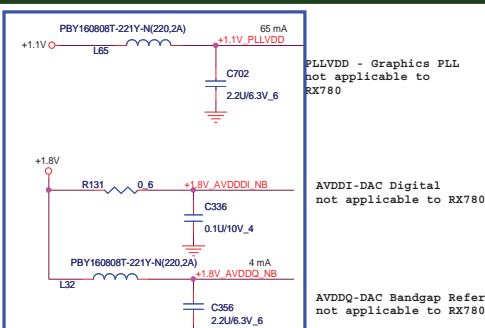 PBY160808T-221Y-N(220,2A)
65 mA
+1.1V
+1.1V_PLLVDD
L65
C702
2.2U/6.3V_6
PLLVDD - Graphics PLL
not applicable to
RX780
+1.8V
R131
0_6
+1.8V_AVDDDI_NB
C336
0.1U/10V_4
AVDDI-DAC Digital
not applicable to RX780
PBY160808T-221Y-N(220,2A)
4 mA
+1.8V_AVDDQ_NB
L32
C356
2.2U/6.3V_6
AVDDQ-DAC Bandgap Refer
not applicable to RX780